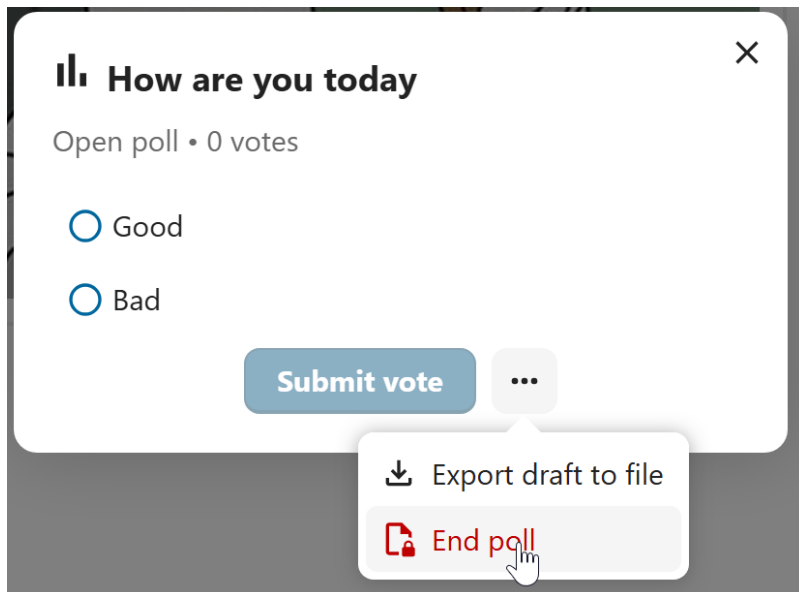 How are you today
Open poll • 0 votes
Good
Bad
Submit vote
Export draft to file
End poll